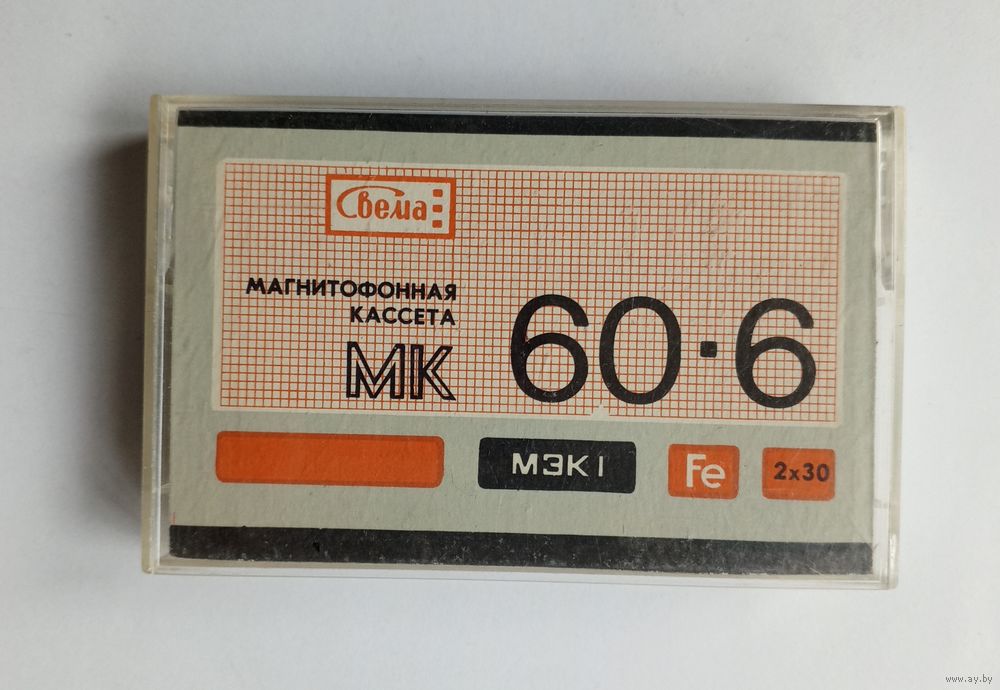 Свема
МАГНИТОФОННАЯ
КАССЕТА
МК 60·6
МЭК I
Fe
2x30
www.ay.by